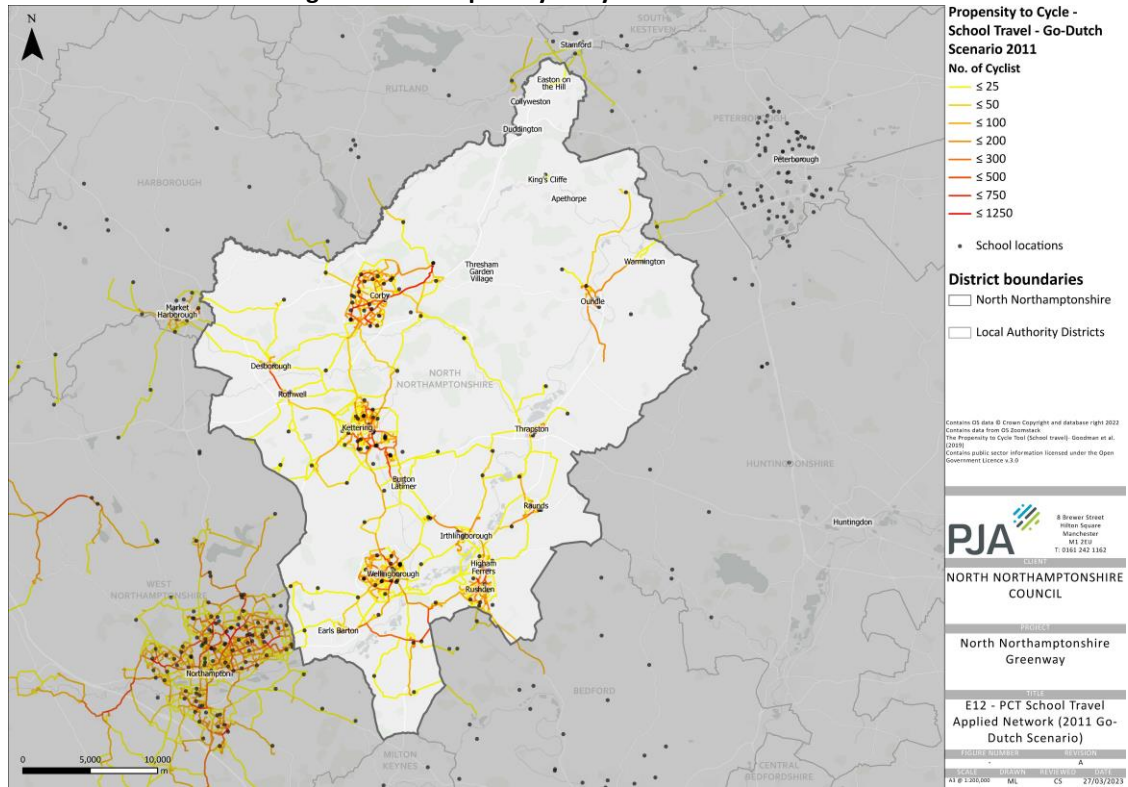 N
SOUTH
KESTEVEN
Stamford
Easton on
the Hill
Collyweston
RUTLAND
Duddington
PETERBOROUGH
Peterborough
King's Cliffe
Apethorpe
HARBOROUGH
Warmington
Thresham
Garden
Village
Corby
Oundle
Market
Harborough
Desborough
NORTH
NORTHAMPTONSHIRE
Rothwell
Kettering
Thrapston
HUNTINGDONSHIRE
Burton
Latimer
Raunds
Huntingdon
Irthlingborough
Higham
Ferrers
Wellingborough
Rushden
WEST
NORTHAMPTONSHIRE
Earls Barton
Northampton
BEDFORD
MILTON
KEYNES
CENTRAL
BEDFORDSHIRE
0 5,000 10,000
m
Propensity to Cycle -
School Travel - Go-Dutch
Scenario 2011
No. of Cyclist
≤ 25
≤ 50
≤ 100
≤ 200
≤ 300
≤ 500
≤ 750
≤ 1250
School locations
District boundaries
North Northamptonshire
Local Authority Districts
Contains OS data © Crown Copyright and database right 2022
Contains data from OS Zoomstack
The Propensity to Cycle Tool (School travel)- Goodman et al.
(2019)
Contains public sector information licensed under the Open
Government Licence v.3.0
PJA
8 Brewer Street
Hilton Square
Manchester
M1 2EU
T: 0161 242 1162
CLIENT
NORTH NORTHAMPTONSHIRE
COUNCIL
PROJECT
North Northamptonshire
Greenway
TITLE
E12 - PCT School Travel
Applied Network (2011 Go-
Dutch Scenario)
FIGURE NUMBER REVISION
- A
SCALE DRAWN REVIEWED DATE
A3 @ 1:200,000 ML CS 27/03/2023